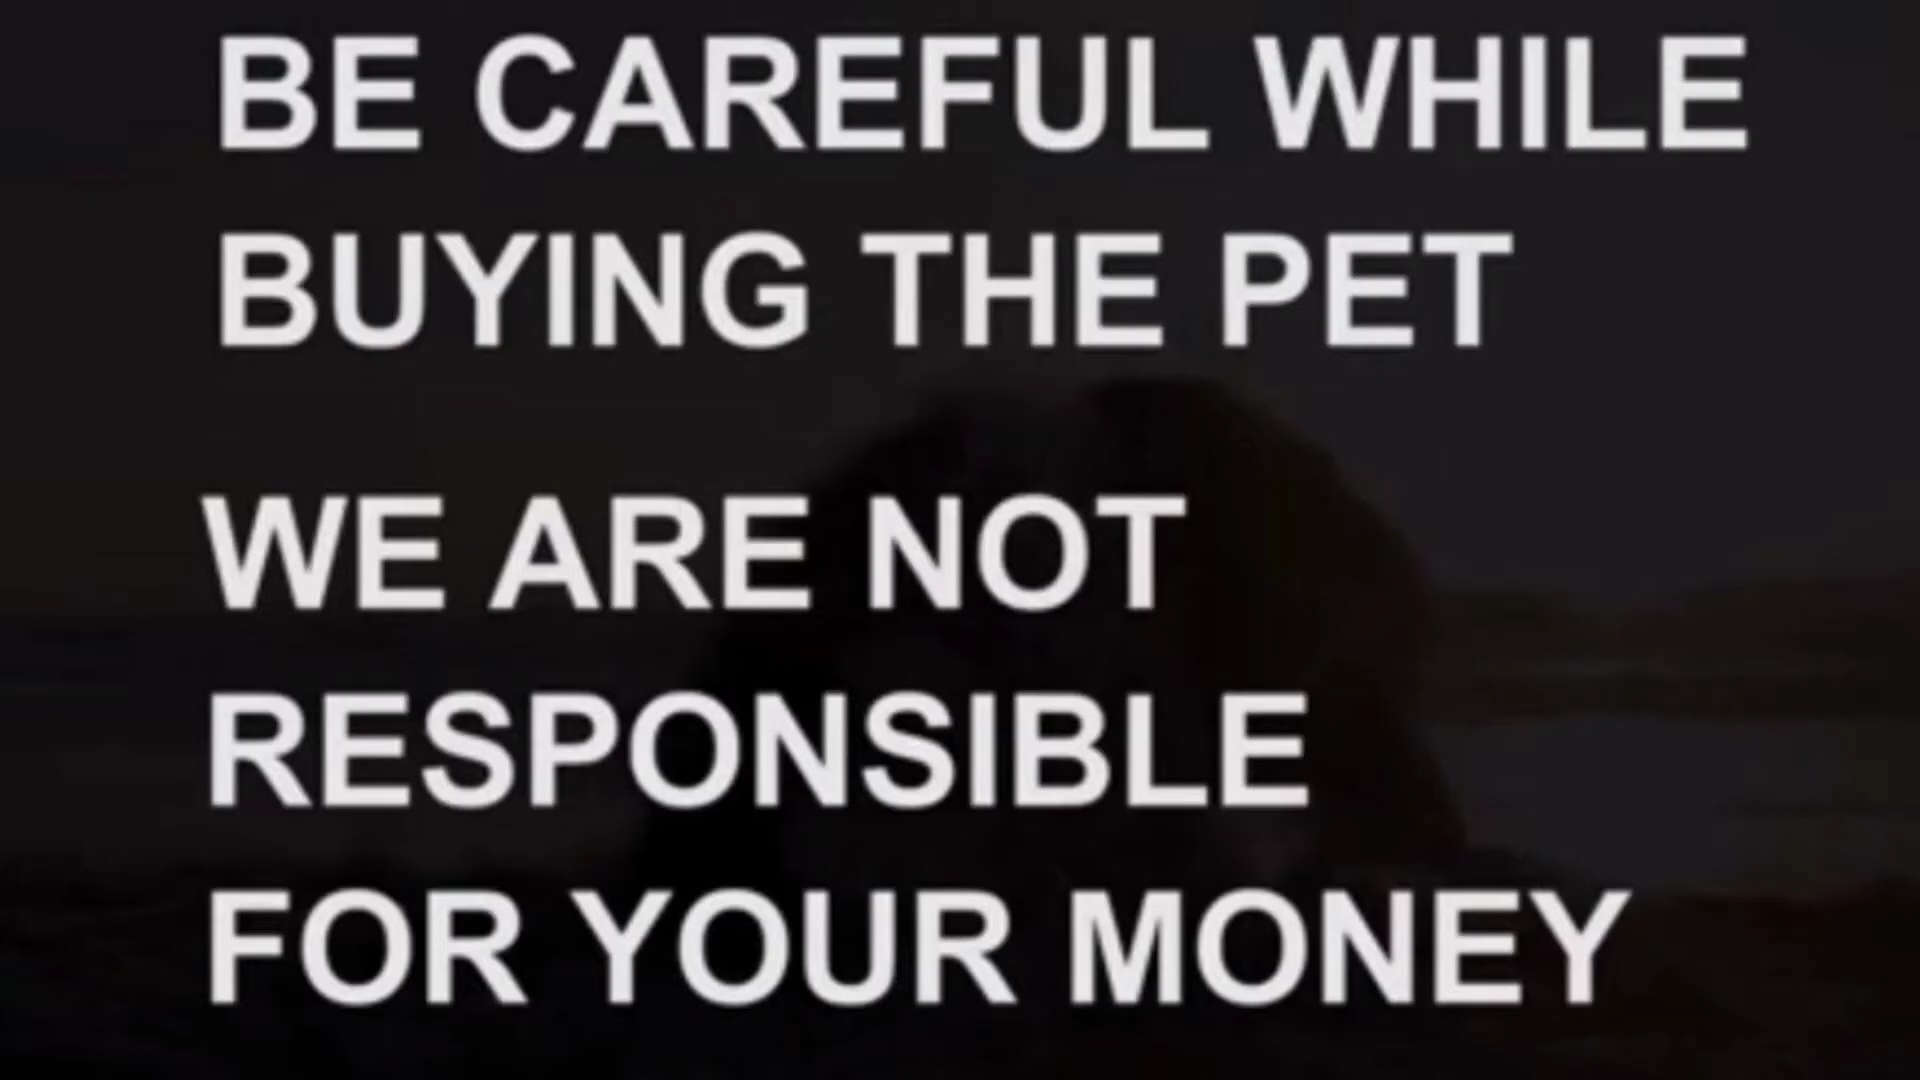 BE CAREFUL WHILE
BUYING THE PET
WE ARE NOT
RESPONSIBLE
FOR YOUR MONEY